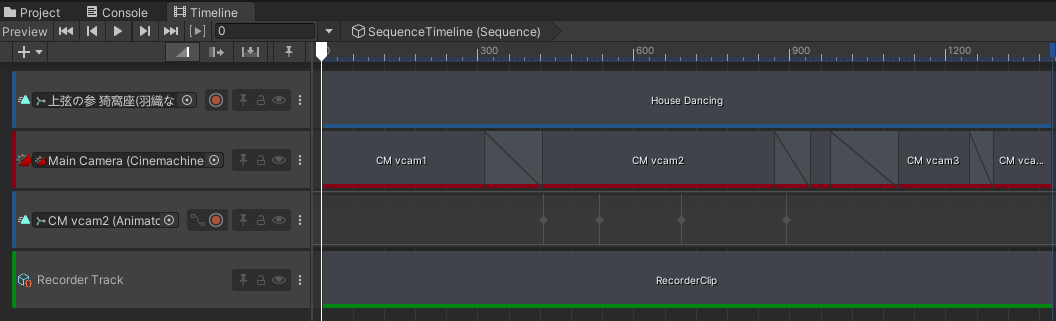 Project Console Timeline
Preview 0 SequenceTimeline (Sequence)
300 600 900 1200
上弦の参 猗窩座(羽織な
House Dancing
Main Camera (Cinemachine
CM vcam1 CM vcam2 CM vcam3 CM vca...
CM vcam2 (Animato
Recorder Track
RecorderClip